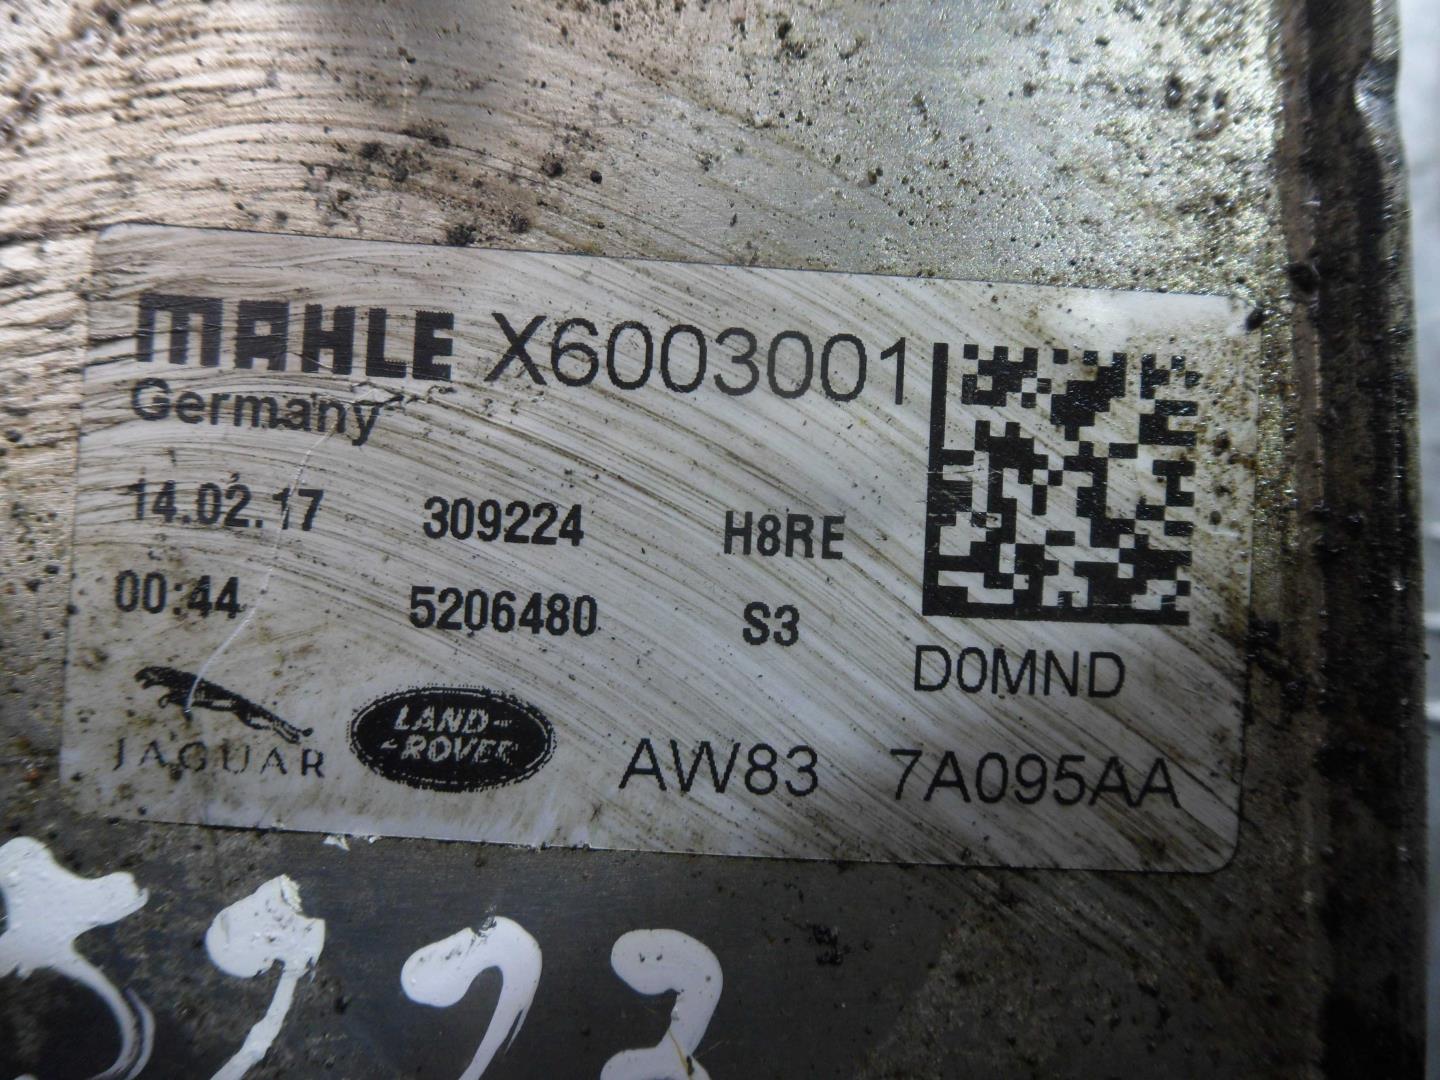 MAHLE X6003001
Germany
14.02.17 309224 H8RE
00:44 5206480 S3
D0MND
JAGUAR LAND-
-ROVER
AW83 7A095AA